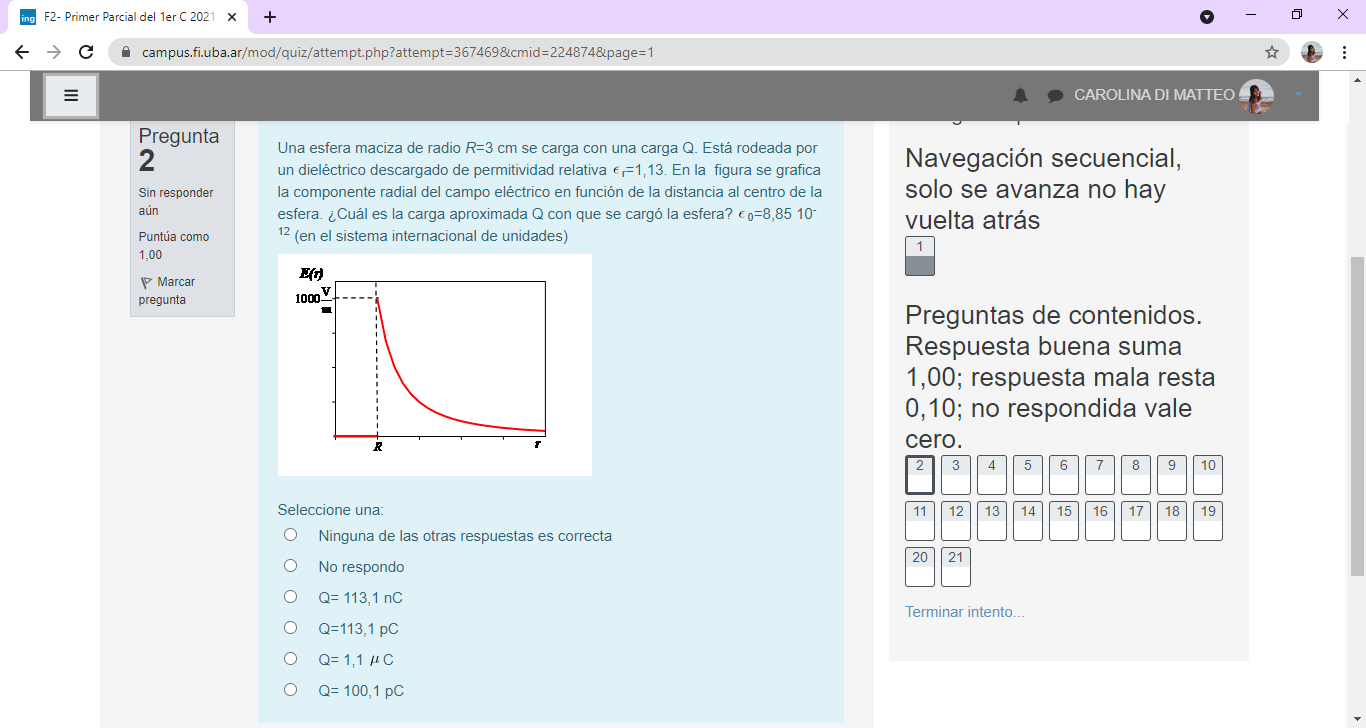 F2- Primer Parcial del 1er C 2021
campus.fi.uba.ar/mod/quiz/attempt.php?attempt=367469&cmid=224874&page=1
CAROLINA DI MATTEO
Pregunta
2
Sin responder
aún
Puntúa como
1,00
Marcar
pregunta
Una esfera maciza de radio R=3 cm se carga con una carga Q. Está rodeada por
un dieléctrico descargado de permitividad relativa ϵr=1,13. En la figura se grafica
la componente radial del campo eléctrico en función de la distancia al centro de la
esfera. ¿Cuál es la carga aproximada Q con que se cargó la esfera? ϵ0=8,85 10-
12 (en el sistema internacional de unidades)
E(r)
1000 V/m
R
r
Seleccione una:
Ninguna de las otras respuestas es correcta
No respondo
Q= 113,1 nC
Q=113,1 pC
Q= 1,1 μ C
Q= 100,1 pC
Navegación secuencial,
solo se avanza no hay
vuelta atrás
1
Preguntas de contenidos.
Respuesta buena suma
1,00; respuesta mala resta
0,10; no respondida vale
cero.
2 3 4 5 6 7 8 9 10
11 12 13 14 15 16 17 18 19
20 21
Terminar intento...